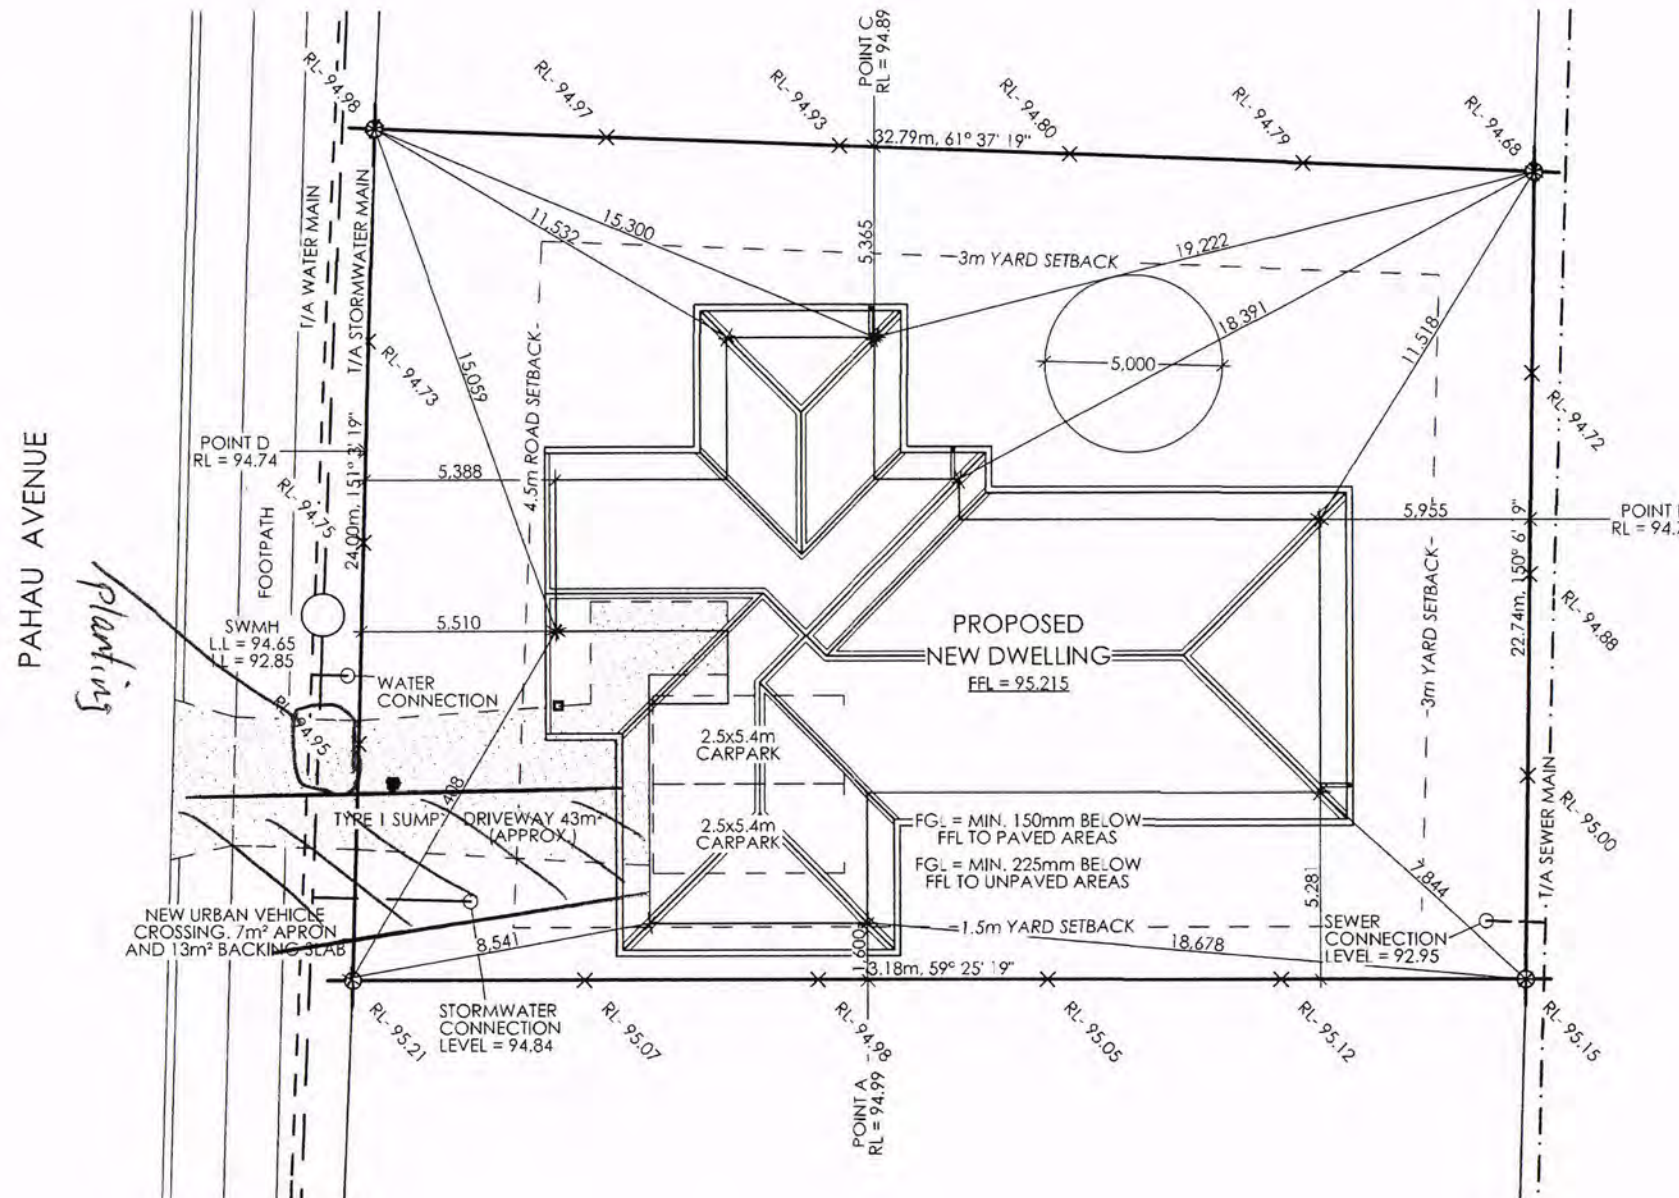 POINT C
RL = 94.89
RL- 94.98
RL- 94.97
RL- 94.93
RL- 94.80
RL- 94.79
RL- 94.68
32.79m, 61° 37' 19"
T/A WATER MAIN
T/A STORMWATER MAIN
11,532
15,300
5,365
3m YARD SETBACK
19,222
18,391
11,518
5,000
15,059
4.5m ROAD SETBACK
RL- 94.73
RL- 94.72
POINT D
RL = 94.74
5,388
RL- 94.75
24.00m, 151° 3' 19"
FOOTPATH
PAHAU AVENUE
planting
5,955
22.74m, 150° 6' 9"
POINT
RL = 94.
RL- 94.88
3m YARD SETBACK
SWMH
L.L = 94.65
I.L = 92.85
5,510
PROPOSED
NEW DWELLING
FFL = 95.215
WATER
CONNECTION
RL- 94.95
2.5x5.4m
CARPARK
2.5x5.4m
CARPARK
TYPE 1 SUMP
DRIVEWAY 43m²
(APPROX.)
408
FGL = MIN. 150mm BELOW
FFL TO PAVED AREAS
FGL = MIN. 225mm BELOW
FFL TO UNPAVED AREAS
RL- 95.00
T/A SEWER MAIN
7,844
5,281
NEW URBAN VEHICLE
CROSSING. 7m² APRON
AND 13m² BACKING SLAB
8,541
1,600
1.5m YARD SETBACK
18,678
SEWER
CONNECTION
LEVEL = 92.95
3.18m, 59° 25' 19"
STORMWATER
CONNECTION
LEVEL = 94.84
RL- 95.21
RL- 95.07
RL- 94.98
RL- 95.05
RL- 95.12
RL- 95.15
POINT A
RL = 94.99